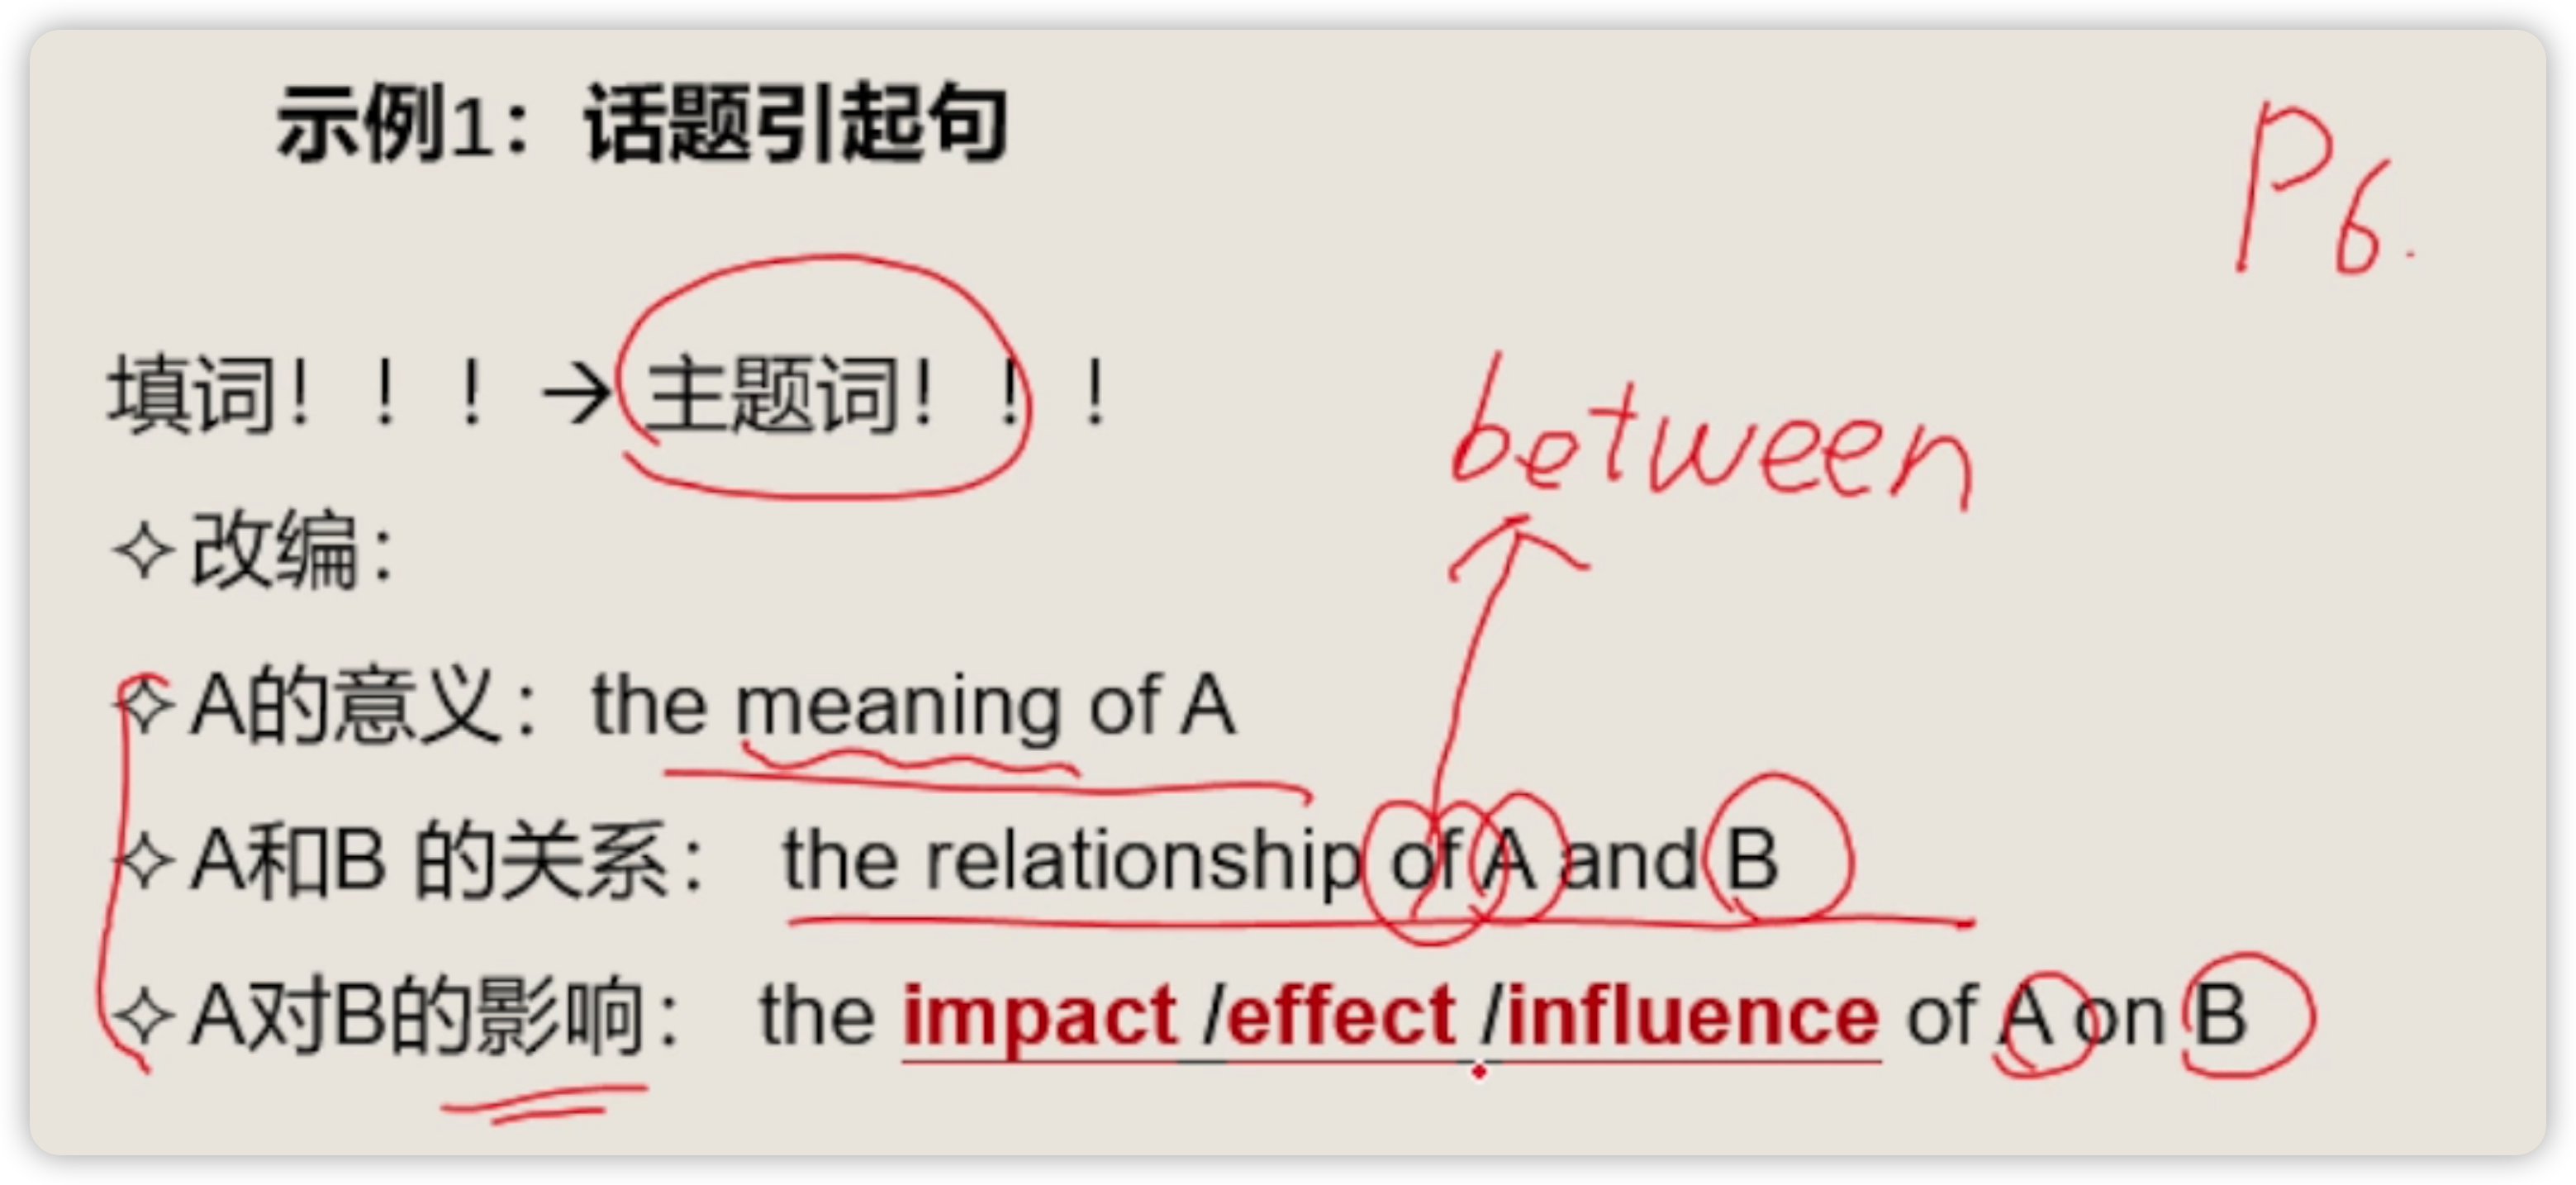 示例1：话题引起句
P6.
填词！！！→主题词！！！
between
✧改编：
✧A的意义：the meaning of A
✧A和B 的关系： the relationship of A and B
✧A对B的影响： the impact /effect /influence of A on B